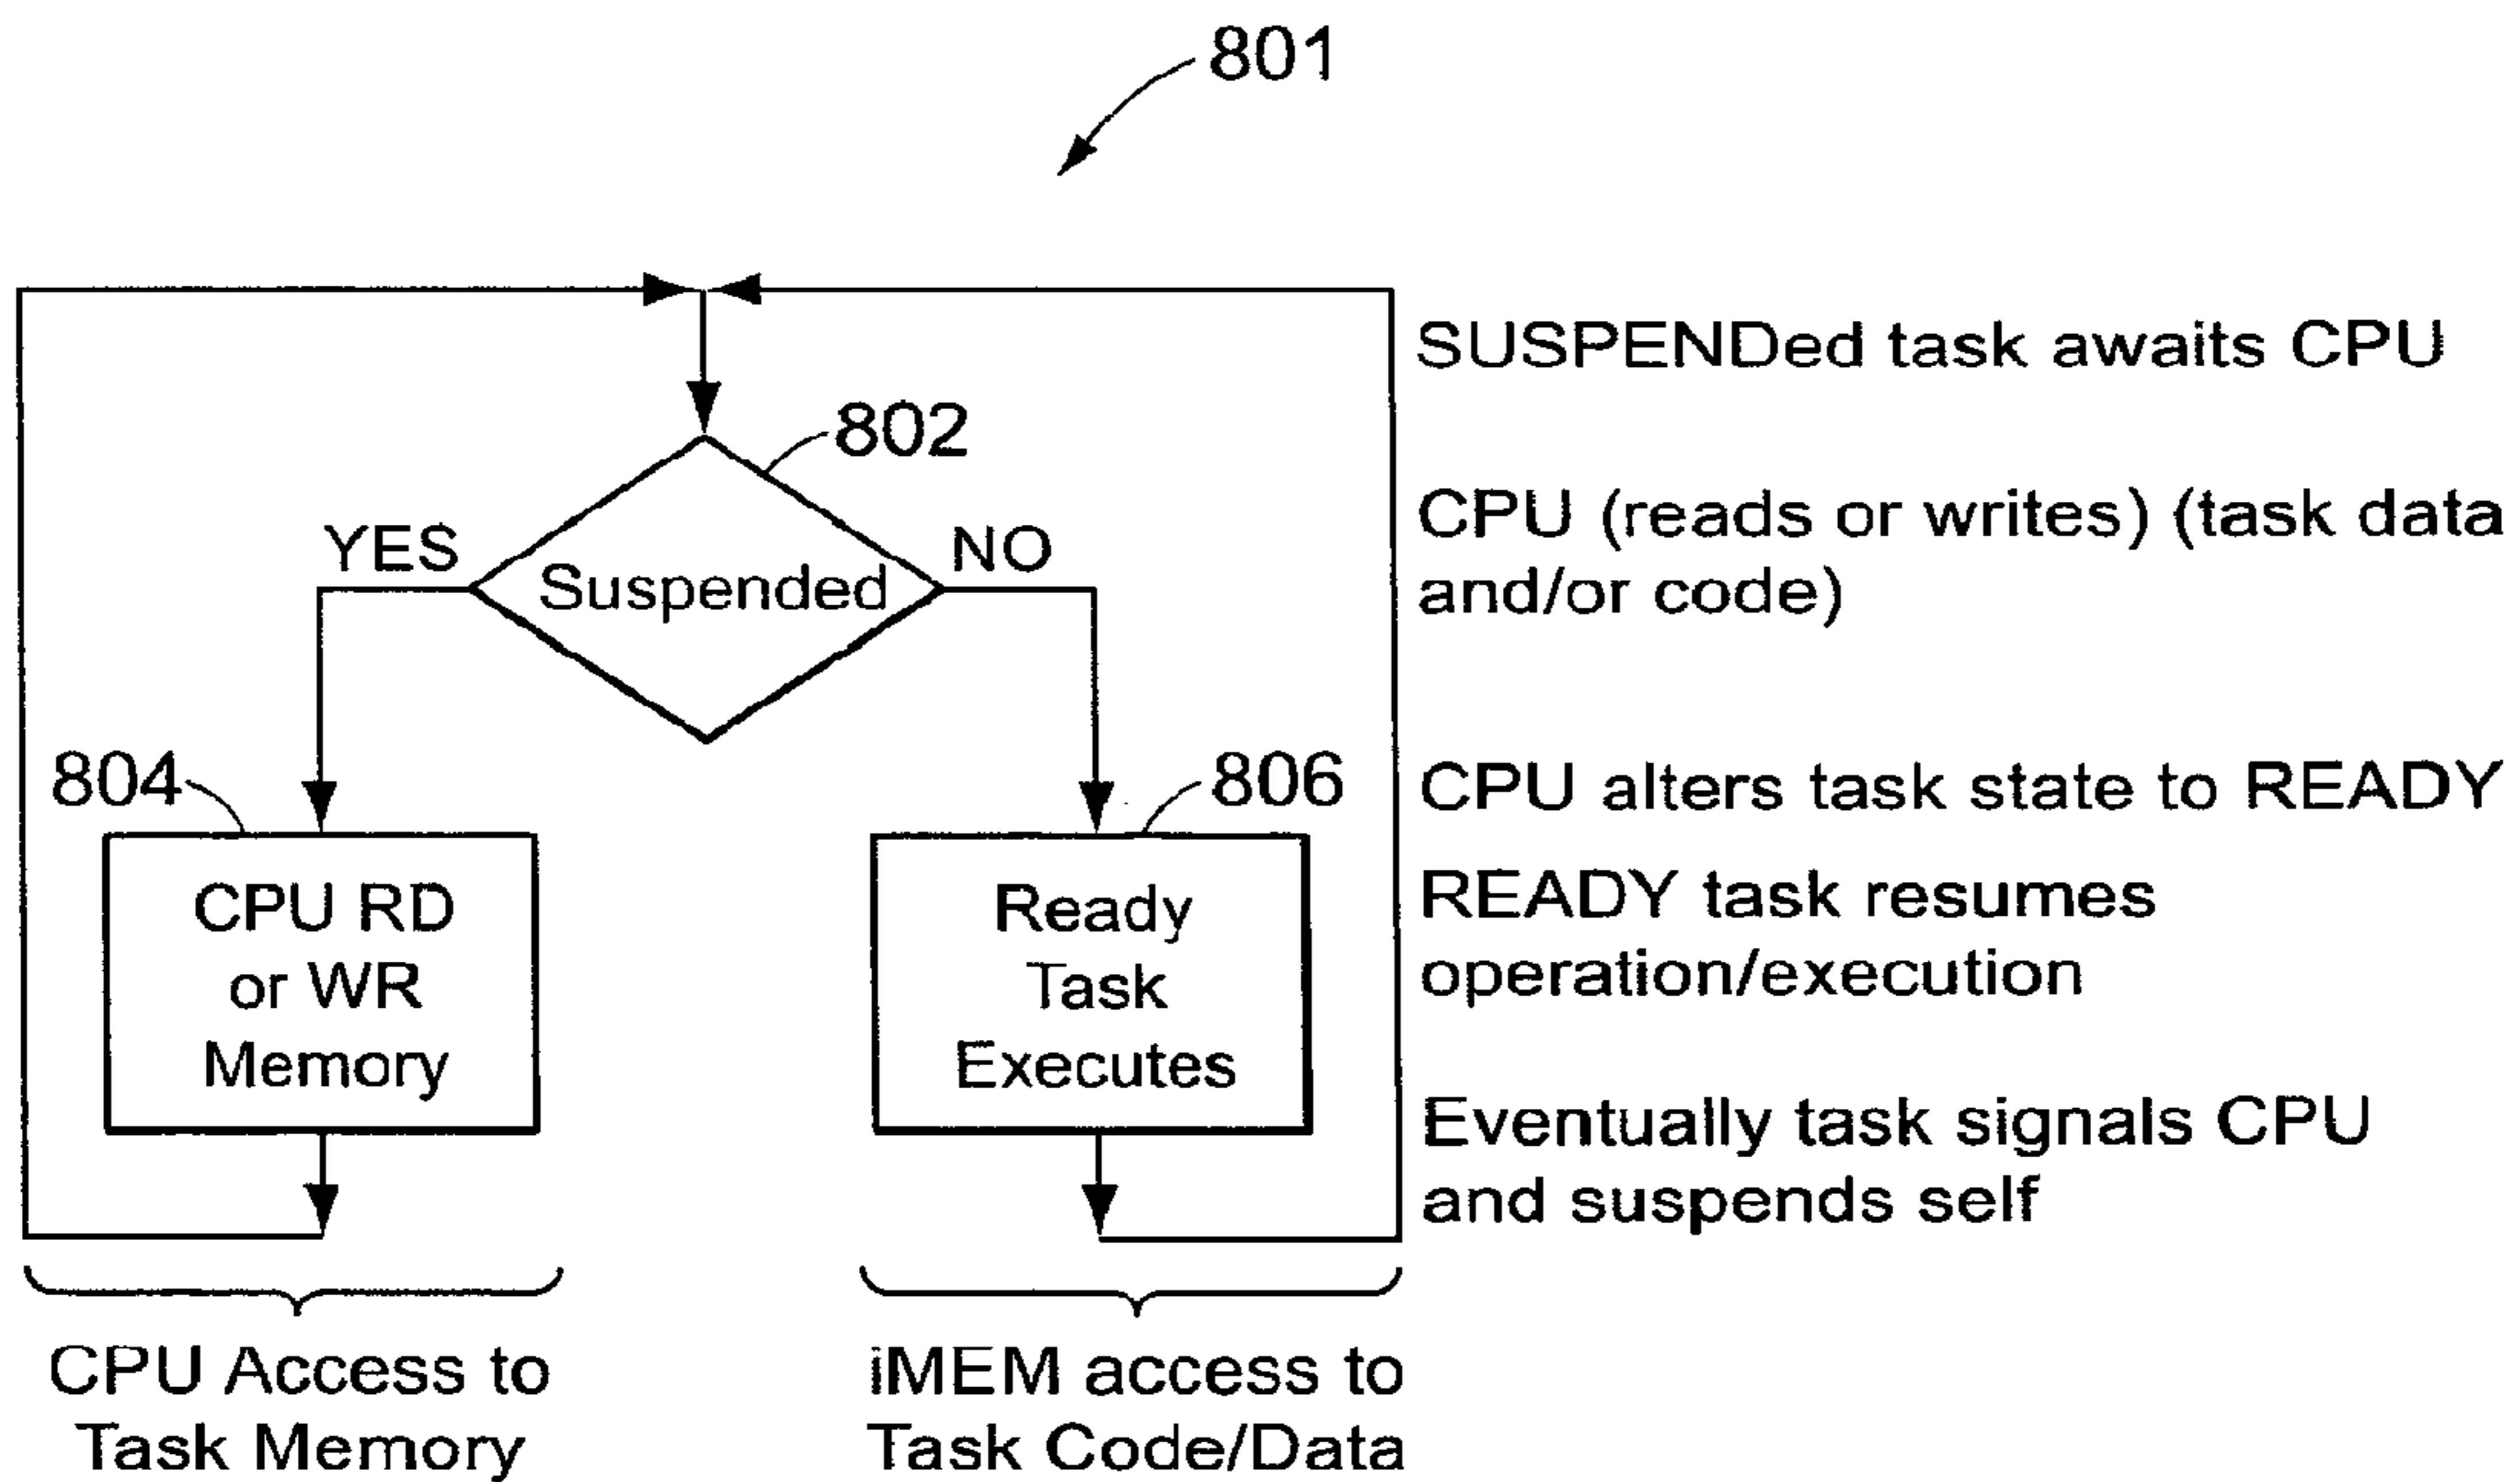 801
SUSPENDed task awaits CPU
802
CPU (reads or writes) (task data
and/or code)
YES
NO
Suspended
804
806
CPU alters task state to READY
CPU RD
or WR
Memory
Ready
Task
Executes
READY task resumes
operation/execution
Eventually task signals CPU
and suspends self
CPU Access to
Task Memory
iMEM access to
Task Code/Data